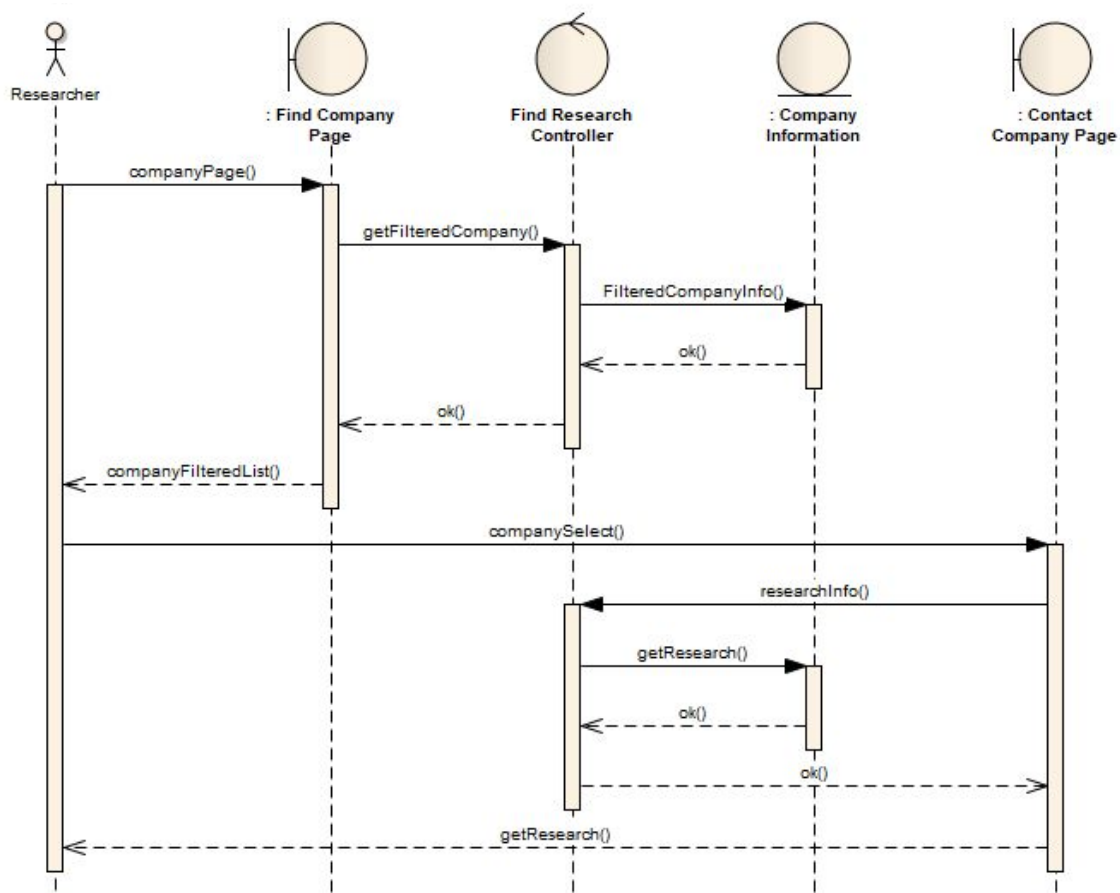 Researcher
: Find Company
Page
Find Research
Controller
: Company
Information
: Contact
Company Page
companyPage()
getFilteredCompany()
FilteredCompanyInfo()
ok()
ok()
companyFilteredList()
companySelect()
researchInfo()
getResearch()
ok()
ok()
getResearch()